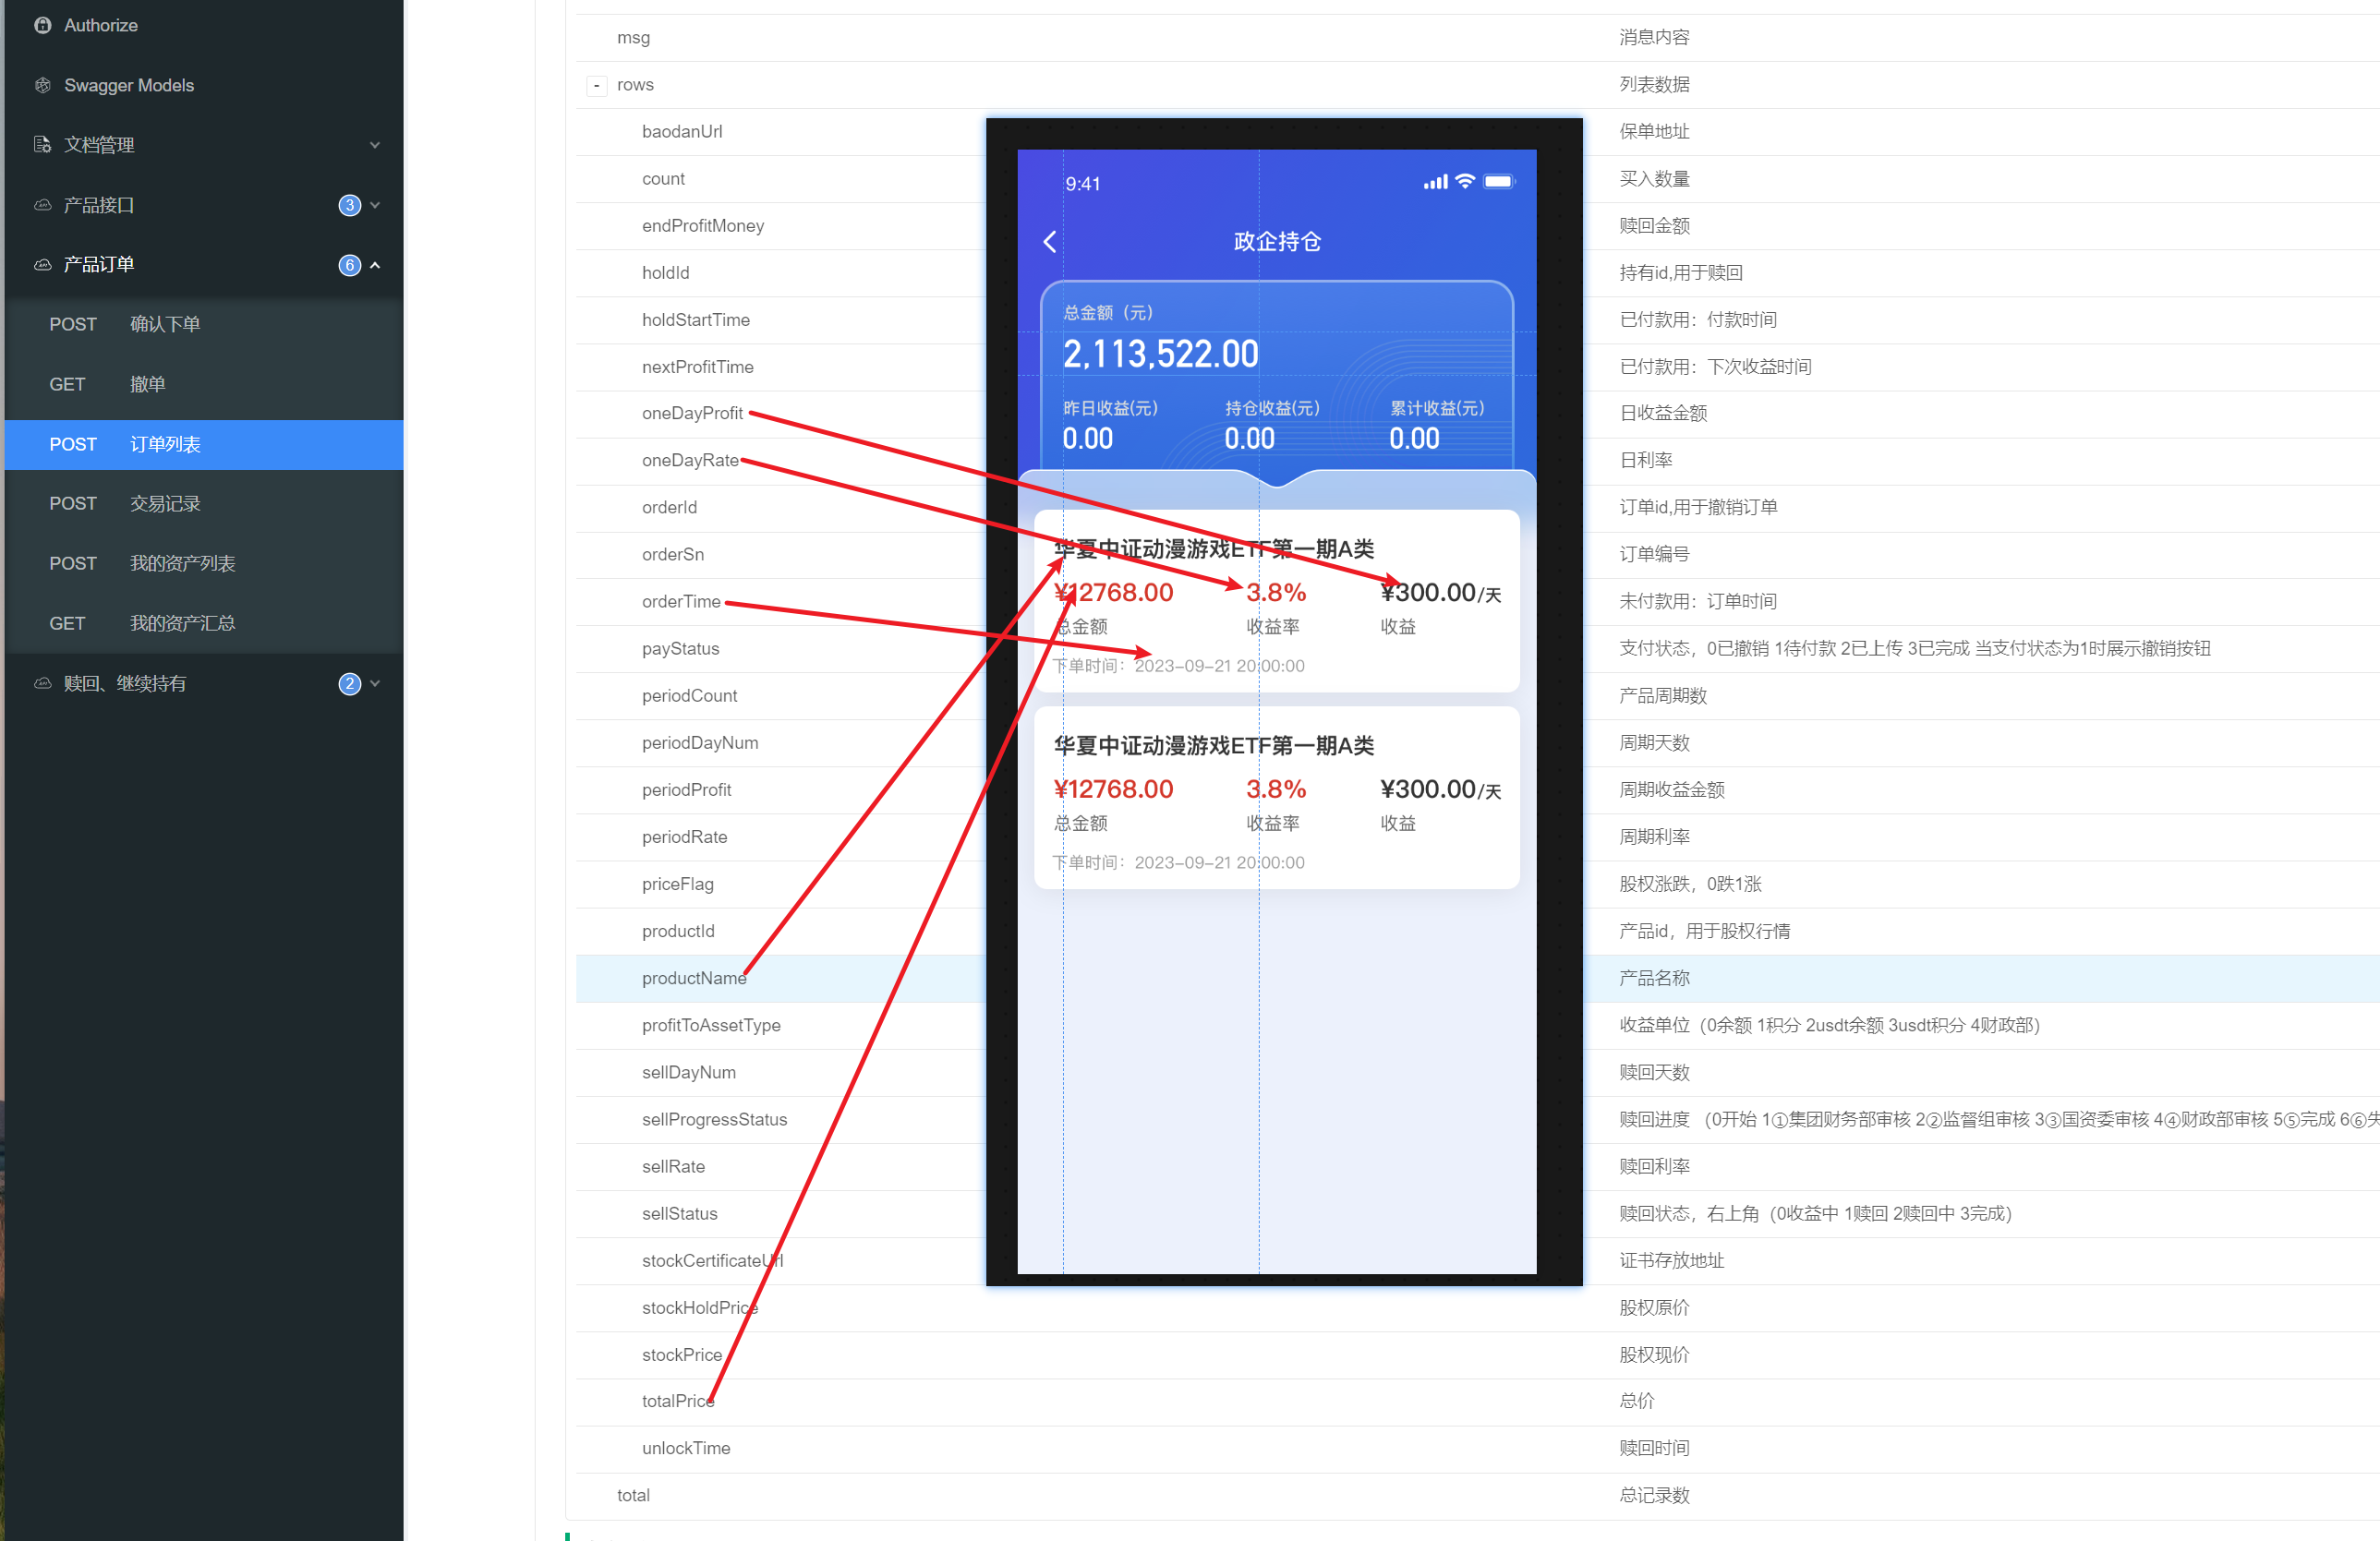 Authorize
Swagger Models
文档管理
产品接口 3
产品订单 6
POST 确认下单
GET 撤单
POST 订单列表
POST 交易记录
POST 我的资产列表
GET 我的资产汇总
赎回、继续持有 2
msg 消息内容
- rows 列表数据
baodanUrl 保单地址
count 买入数量
endProfitMoney 赎回金额
holdId 持有id,用于赎回
holdStartTime 已付款用：付款时间
nextProfitTime 已付款用：下次收益时间
oneDayProfit 日收益金额
oneDayRate 日利率
orderId 订单id,用于撤销订单
orderSn 订单编号
orderTime 未付款用：订单时间
payStatus 支付状态，0已撤销 1待付款 2已上传 3已完成 当支付状态为1时展示撤销按钮
periodCount 产品周期数
periodDayNum 周期天数
periodProfit 周期收益金额
periodRate 周期利率
priceFlag 股权涨跌，0跌1涨
productId 产品id，用于股权行情
productName 产品名称
profitToAssetType 收益单位（0余额 1积分 2usdt余额 3usdt积分 4财政部）
sellDayNum 赎回天数
sellProgressStatus 赎回进度 （0开始 1①集团财务部审核 2②监督组审核 3③国资委审核 4④财政部审核 5⑤完成 6⑥失
sellRate 赎回利率
sellStatus 赎回状态，右上角（0收益中 1赎回 2赎回中 3完成）
stockCertificateUrl 证书存放地址
stockHoldPrice 股权原价
stockPrice 股权现价
totalPrice 总价
unlockTime 赎回时间
total 总记录数
9:41
政企持仓
总金额（元）
2,113,522.00
昨日收益(元) 持仓收益(元) 累计收益(元)
0.00 0.00 0.00
华夏中证动漫游戏ETF第一期A类
¥12768.00 3.8% ¥300.00/天
总金额 收益率 收益
下单时间：2023-09-21 20:00:00
华夏中证动漫游戏ETF第一期A类
¥12768.00 3.8% ¥300.00/天
总金额 收益率 收益
下单时间：2023-09-21 20:00:00